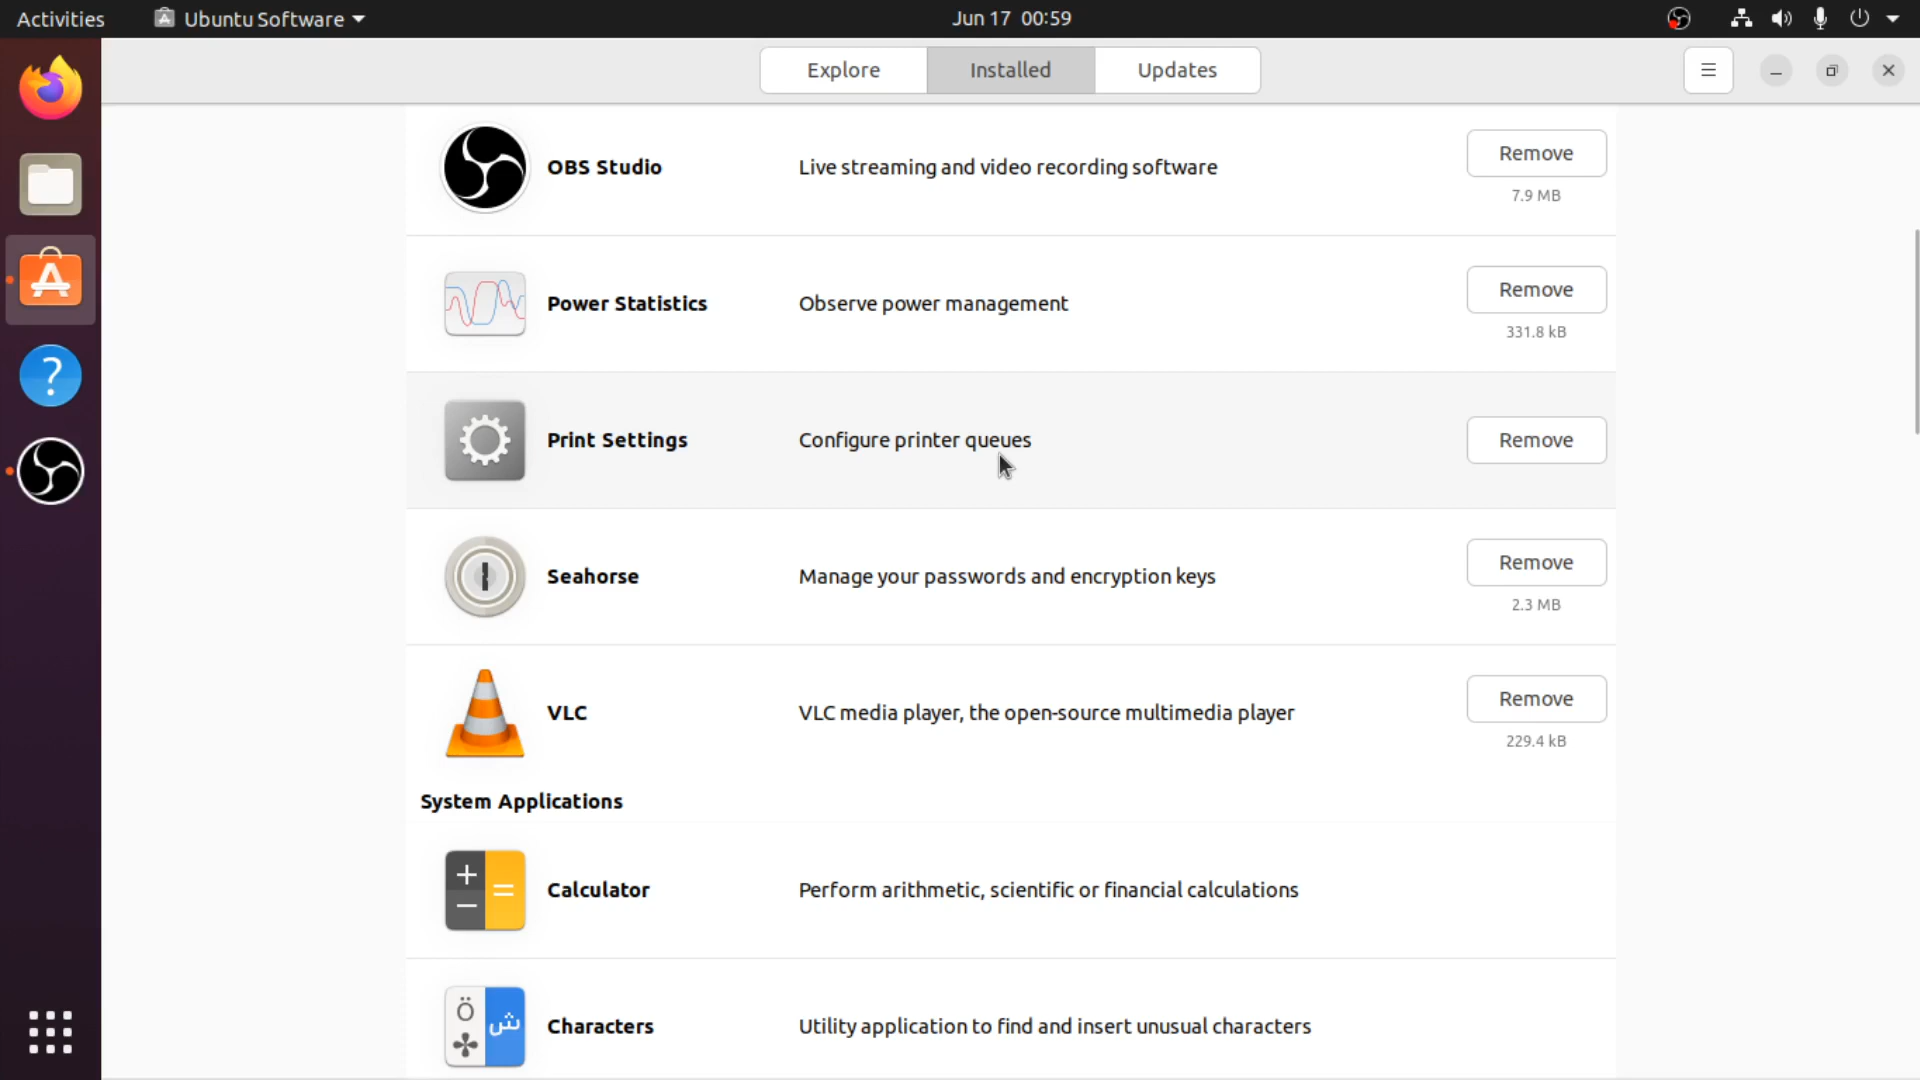 Activities
Ubuntu Software
Jun 17 00:59
Explore
Installed
Updates
OBS Studio
Live streaming and video recording software
Remove
7.9 MB
Power Statistics
Observe power management
Remove
331.8 kB
Print Settings
Configure printer queues
Remove
Seahorse
Manage your passwords and encryption keys
Remove
2.3 MB
VLC
VLC media player, the open-source multimedia player
Remove
229.4 kB
System Applications
Calculator
Perform arithmetic, scientific or financial calculations
Characters
Utility application to find and insert unusual characters